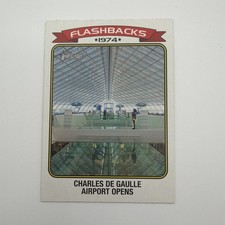 FLASHBACKS
★1974★
CHARLES DE GAULLE
AIRPORT OPENS